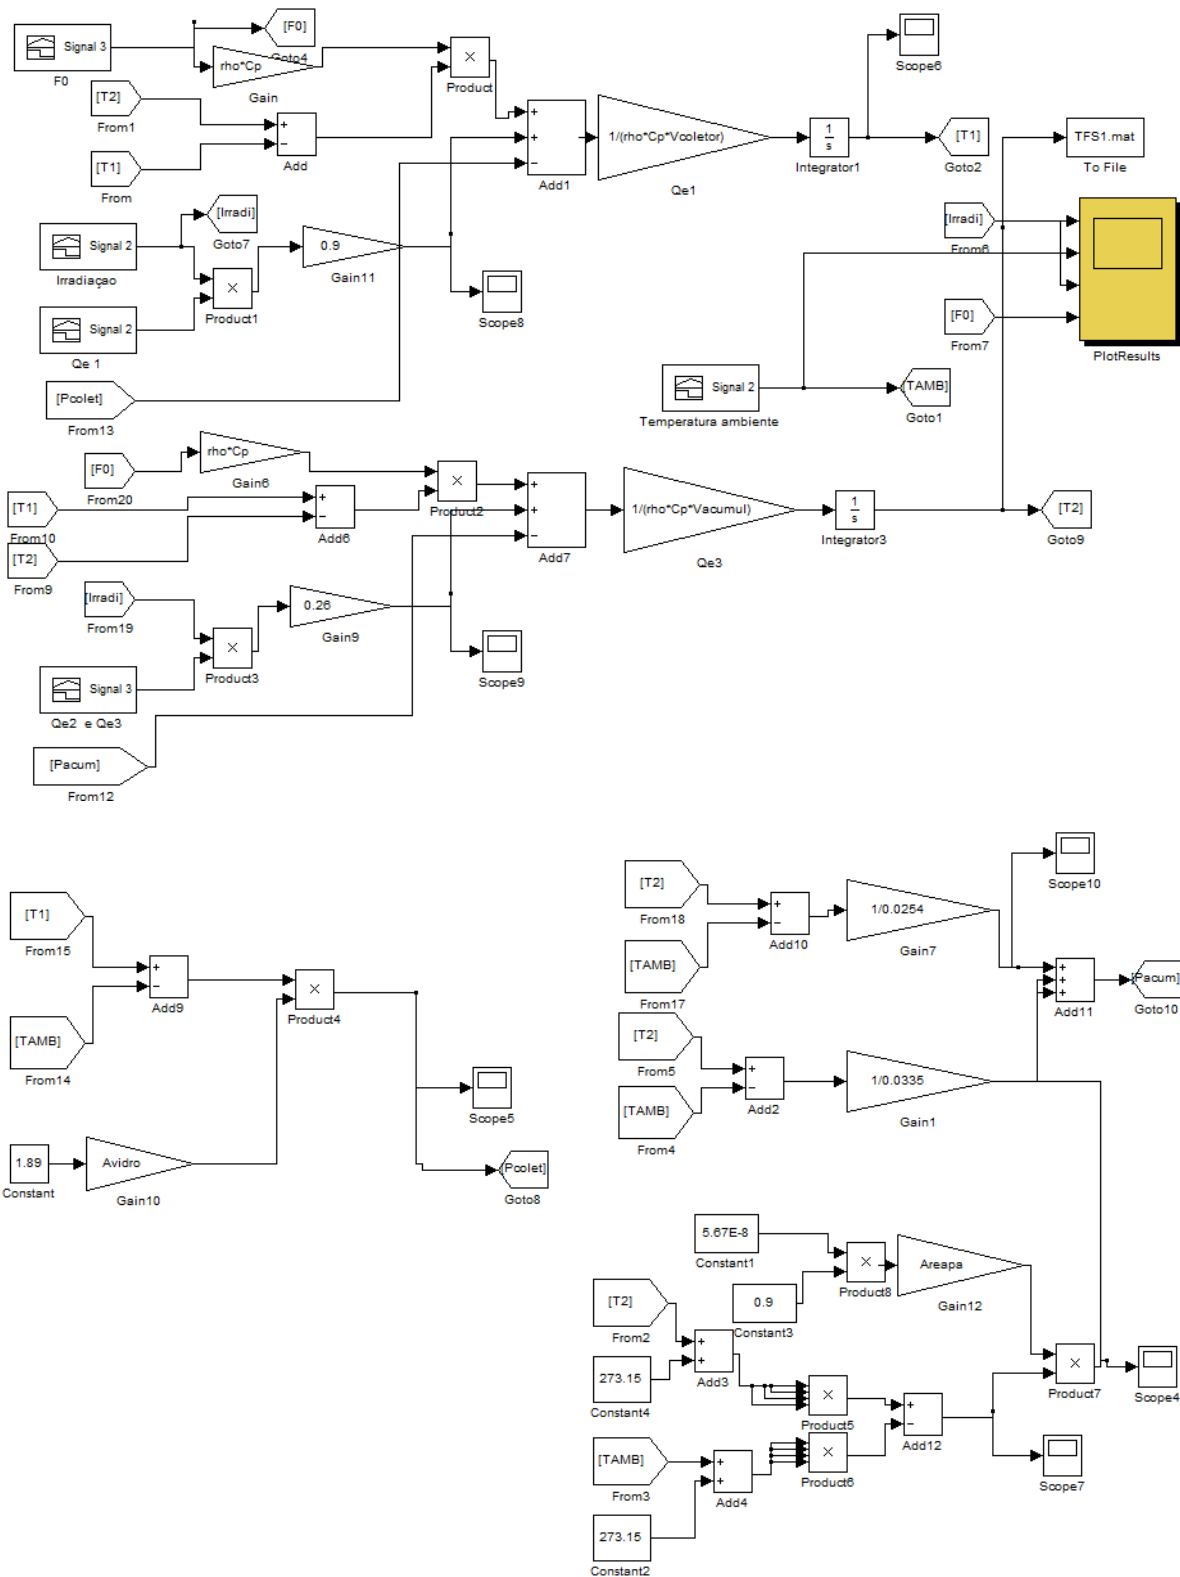 Signal 3
F0
[F0]
Goto4
rho*Cp
Gain
×
Product
Scope6
[T2]
From1
[T1]
From
+
−
Add
+
+
−
Add1
1/(rho*Cp*Vcoletor)
Qe1
1
s
Integrator1
[T1]
Goto2
TFS1.mat
To File
Signal 2
Irradiaçao
[Irradi]
Goto7
×
Product1
0.9
Gain11
Scope8
Signal 2
Qe 1
[Pcolet]
From13
[Irradi]
From6
[F0]
From7
PlotResults
Signal 2
Temperatura ambiente
[TAMB]
Goto1
[F0]
From20
rho*Cp
Gain6
[T1]
From10
[T2]
From9
+
−
Add6
×
Product2
+
+
−
Add7
1/(rho*Cp*Vacumul)
Qe3
1
s
Integrator3
[T2]
Goto9
[Irradi]
From19
×
Product3
0.26
Gain9
Scope9
Signal 3
Qe2 e Qe3
[Pacum]
From12
[T1]
From15
[TAMB]
From14
+
−
Add9
×
Product4
Scope5
1.89
Constant
Avidro
Gain10
[Pcolet]
Goto8
[T2]
From18
[TAMB]
From17
+
−
Add10
1/0.0254
Gain7
Scope10
+
+
+
Add11
[Pacum]
Goto10
[T2]
From5
[TAMB]
From4
+
−
Add2
1/0.0335
Gain1
5.67E-8
Constant1
0.9
Constant3
×
Product8
Areapa
Gain12
[T2]
From2
273.15
Constant4
+
+
Add3
×
Product5
[TAMB]
From3
273.15
Constant2
+
+
Add4
×
Product6
+
−
Add12
×
Product7
Scope4
Scope7